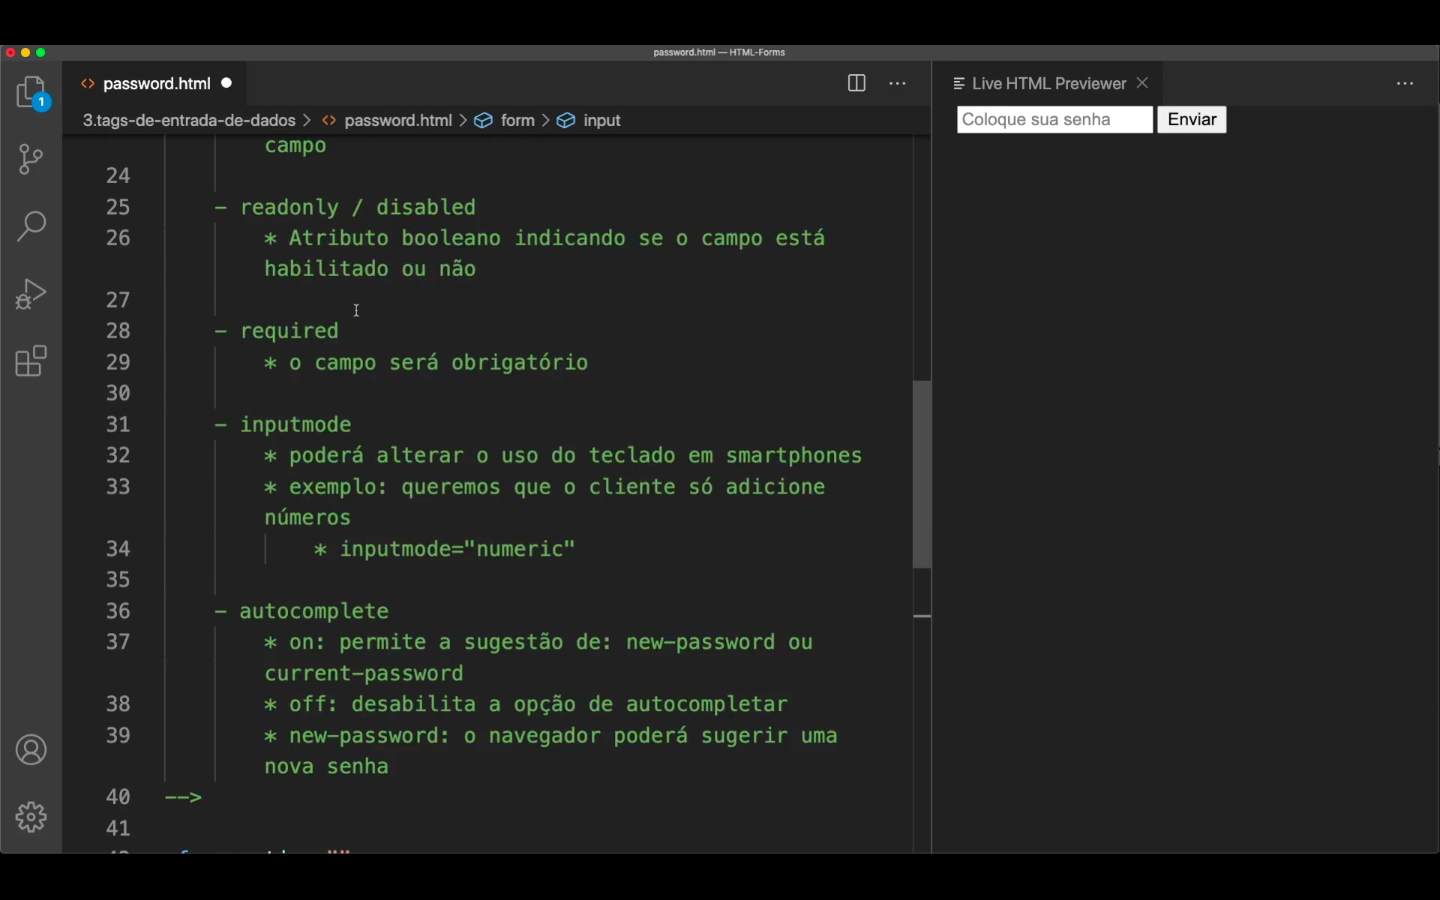 password.html — HTML-Forms
1
password.html
Live HTML Previewer
3.tags-de-entrada-de-dados > password.html > form > input
Coloque sua senha
Enviar
campo
24
25 - readonly / disabled
26 * Atributo booleano indicando se o campo está
habilitado ou não
27
28 - required
29 * o campo será obrigatório
30
31 - inputmode
32 * poderá alterar o uso do teclado em smartphones
33 * exemplo: queremos que o cliente só adicione
números
34 * inputmode="numeric"
35
36 - autocomplete
37 * on: permite a sugestão de: new-password ou
current-password
38 * off: desabilita a opção de autocompletar
39 * new-password: o navegador poderá sugerir uma
nova senha
40 -->
41